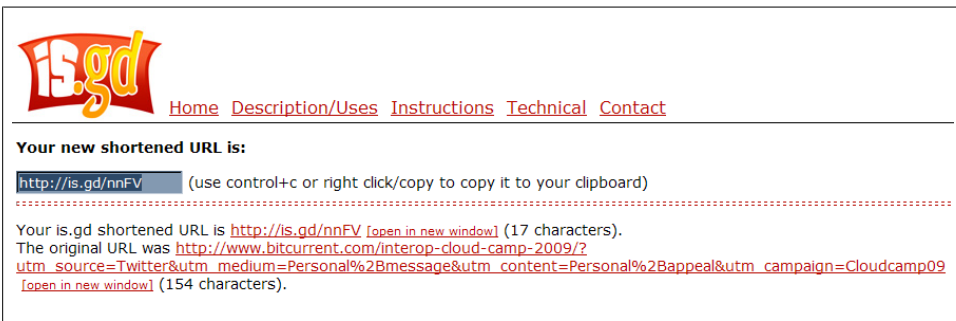 is.gd
Home Description/Uses Instructions Technical Contact
Your new shortened URL is:
http://is.gd/nnFV (use control+c or right click/copy to copy it to your clipboard)
Your is.gd shortened URL is http://is.gd/nnFV [open in new window] (17 characters).
The original URL was http://www.bitcurrent.com/interop-cloud-camp-2009/?
utm_source=Twitter&utm_medium=Personal%2Bmessage&utm_content=Personal%2Bappeal&utm_campaign=Cloudcamp09
[open in new window] (154 characters).